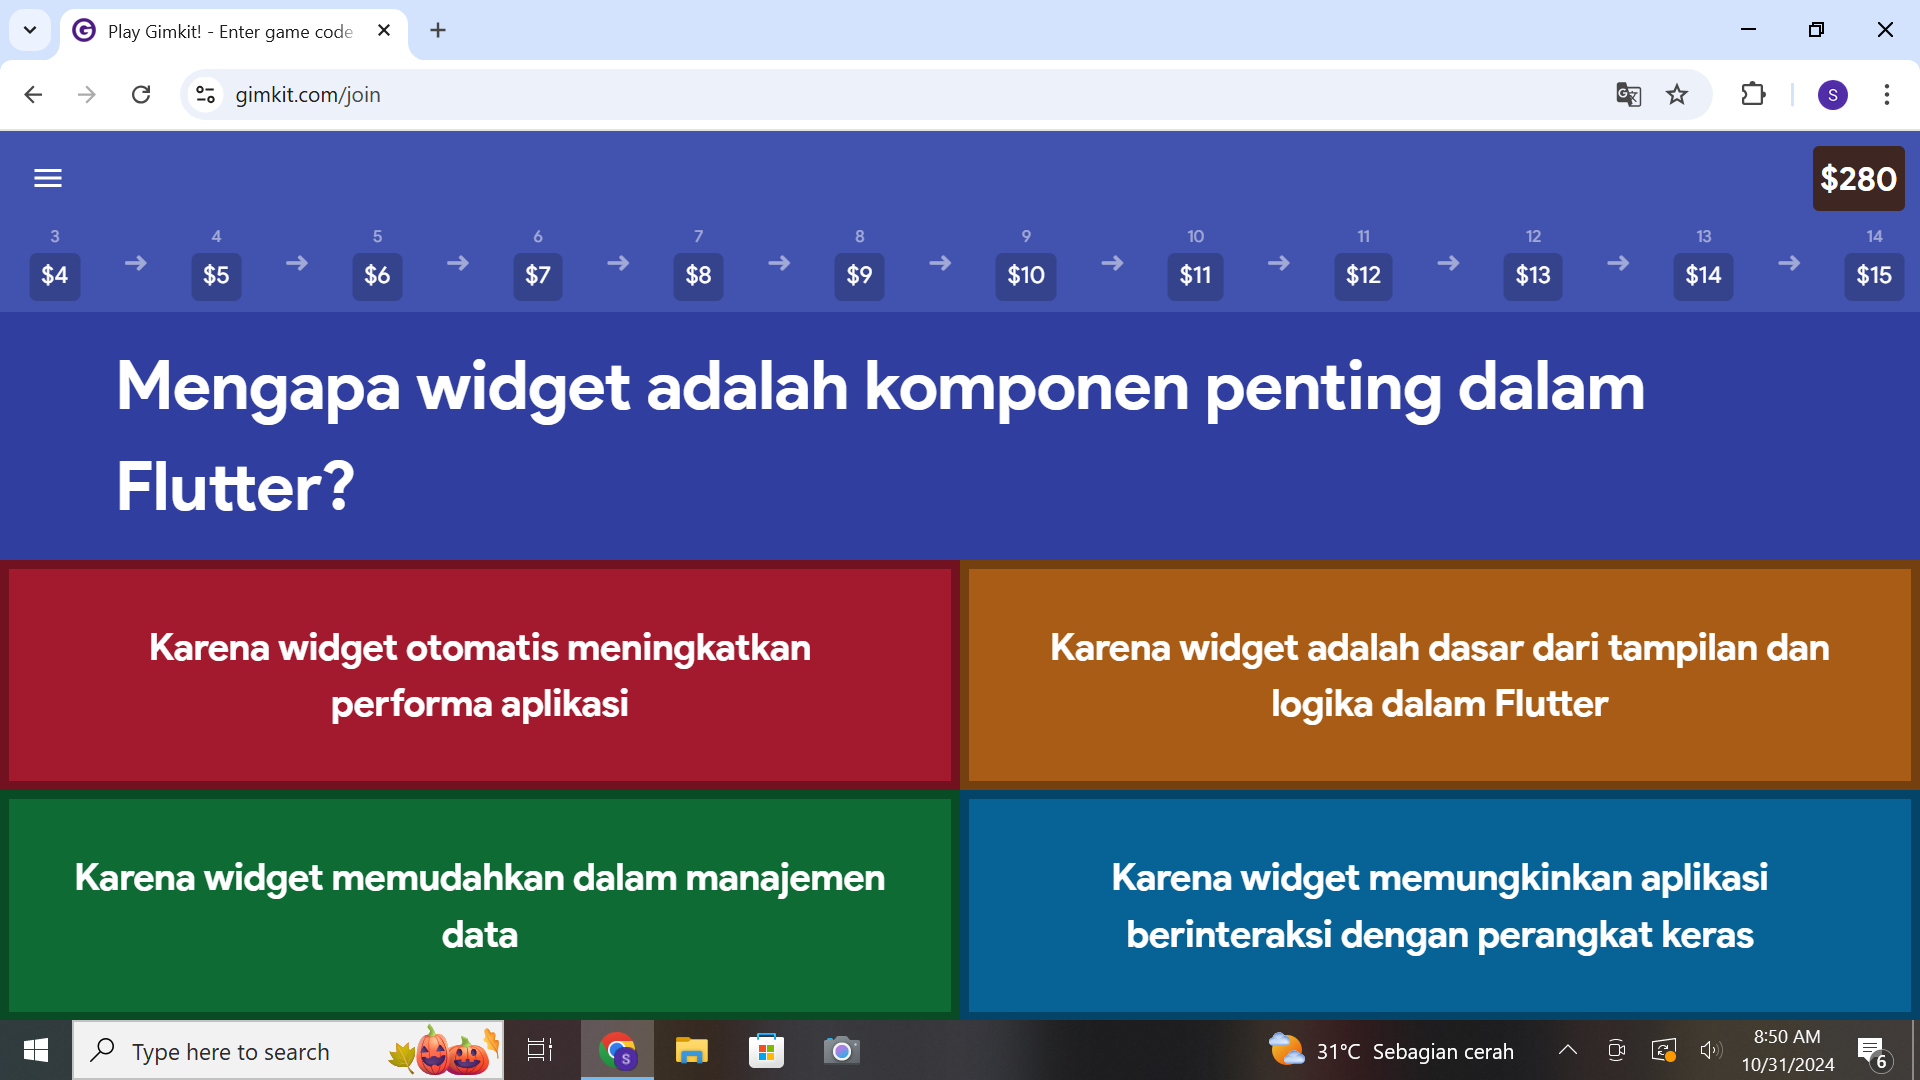 Play Gimkit! - Enter game code
gimkit.com/join
S
$280
3 4 5 6 7 8 9 10 11 12 13 14
$4 $5 $6 $7 $8 $9 $10 $11 $12 $13 $14 $15
Mengapa widget adalah komponen penting dalam
Flutter?
Karena widget otomatis meningkatkan
performa aplikasi
Karena widget adalah dasar dari tampilan dan
logika dalam Flutter
Karena widget memudahkan dalam manajemen
data
Karena widget memungkinkan aplikasi
berinteraksi dengan perangkat keras
Type here to search
S
31°C Sebagian cerah
8:50 AM
10/31/2024
6